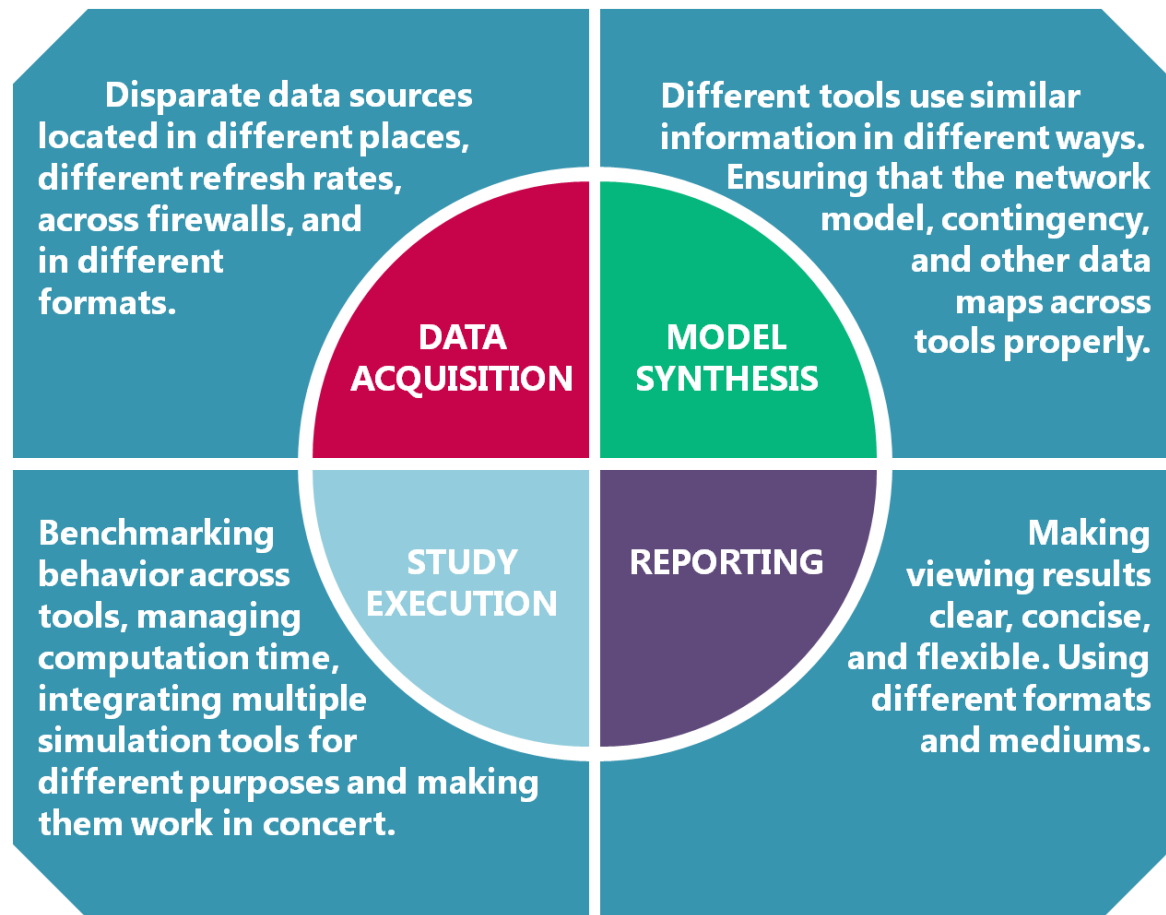 Disparate data sources
located in different places,
different refresh rates,
across firewalls, and
in different
formats.
DATA
ACQUISITION
Different tools use similar
information in different ways.
Ensuring that the network
model, contingency,
and other data
maps across
tools properly.
MODEL
SYNTHESIS
Benchmarking
behavior across
tools, managing
computation time,
integrating multiple
simulation tools for
different purposes and making
them work in concert.
STUDY
EXECUTION
REPORTING
Making
viewing results
clear, concise,
and flexible. Using
different formats
and mediums.